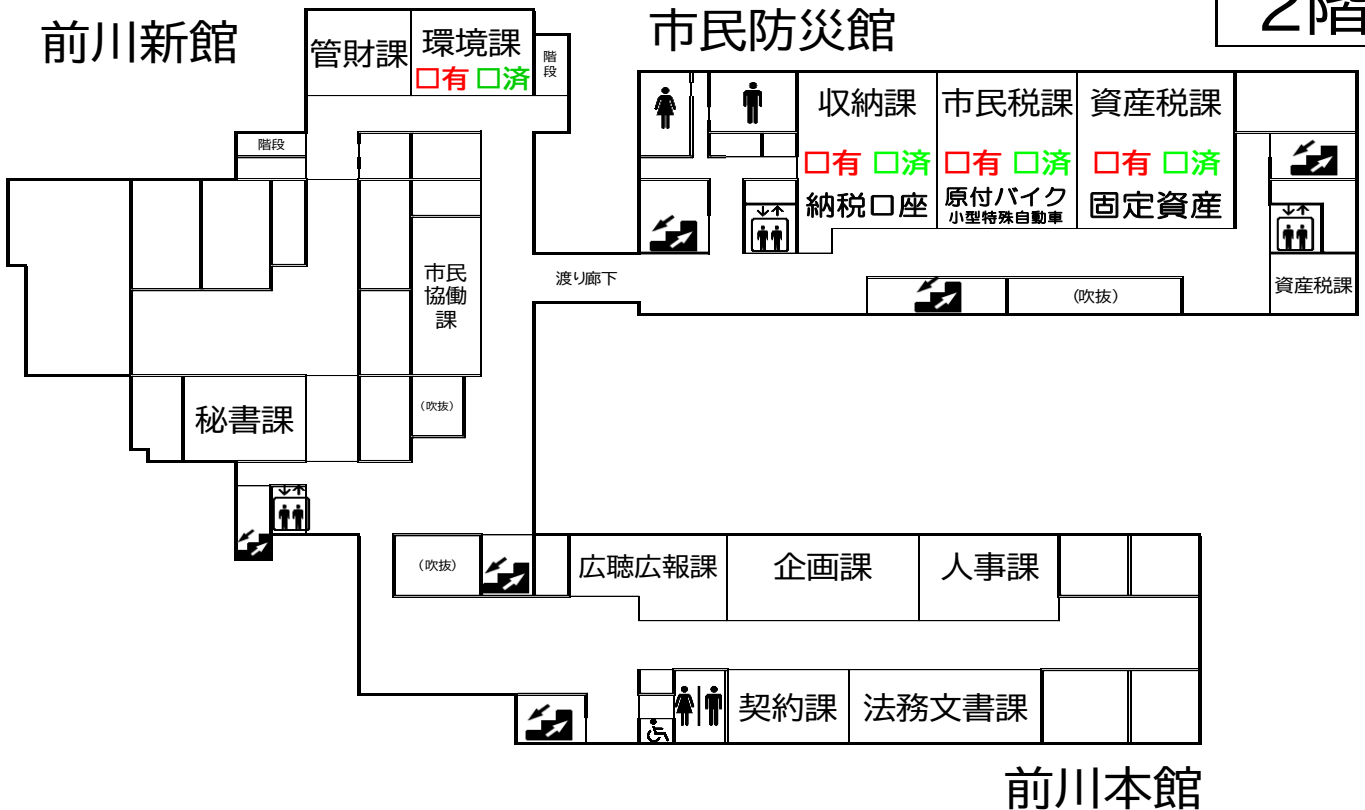 前川新館
市民防災館
2階
管財課
環境課
□有 □済
階段
階段
収納課
□有 □済
納税口座
市民税課
□有 □済
原付バイク
小型特殊自動車
資産税課
□有 □済
固定資産
市民
協働
課
渡り廊下
(吹抜)
資産税課
秘書課
(吹抜)
(吹抜)
広聴広報課
企画課
人事課
契約課
法務文書課
前川本館